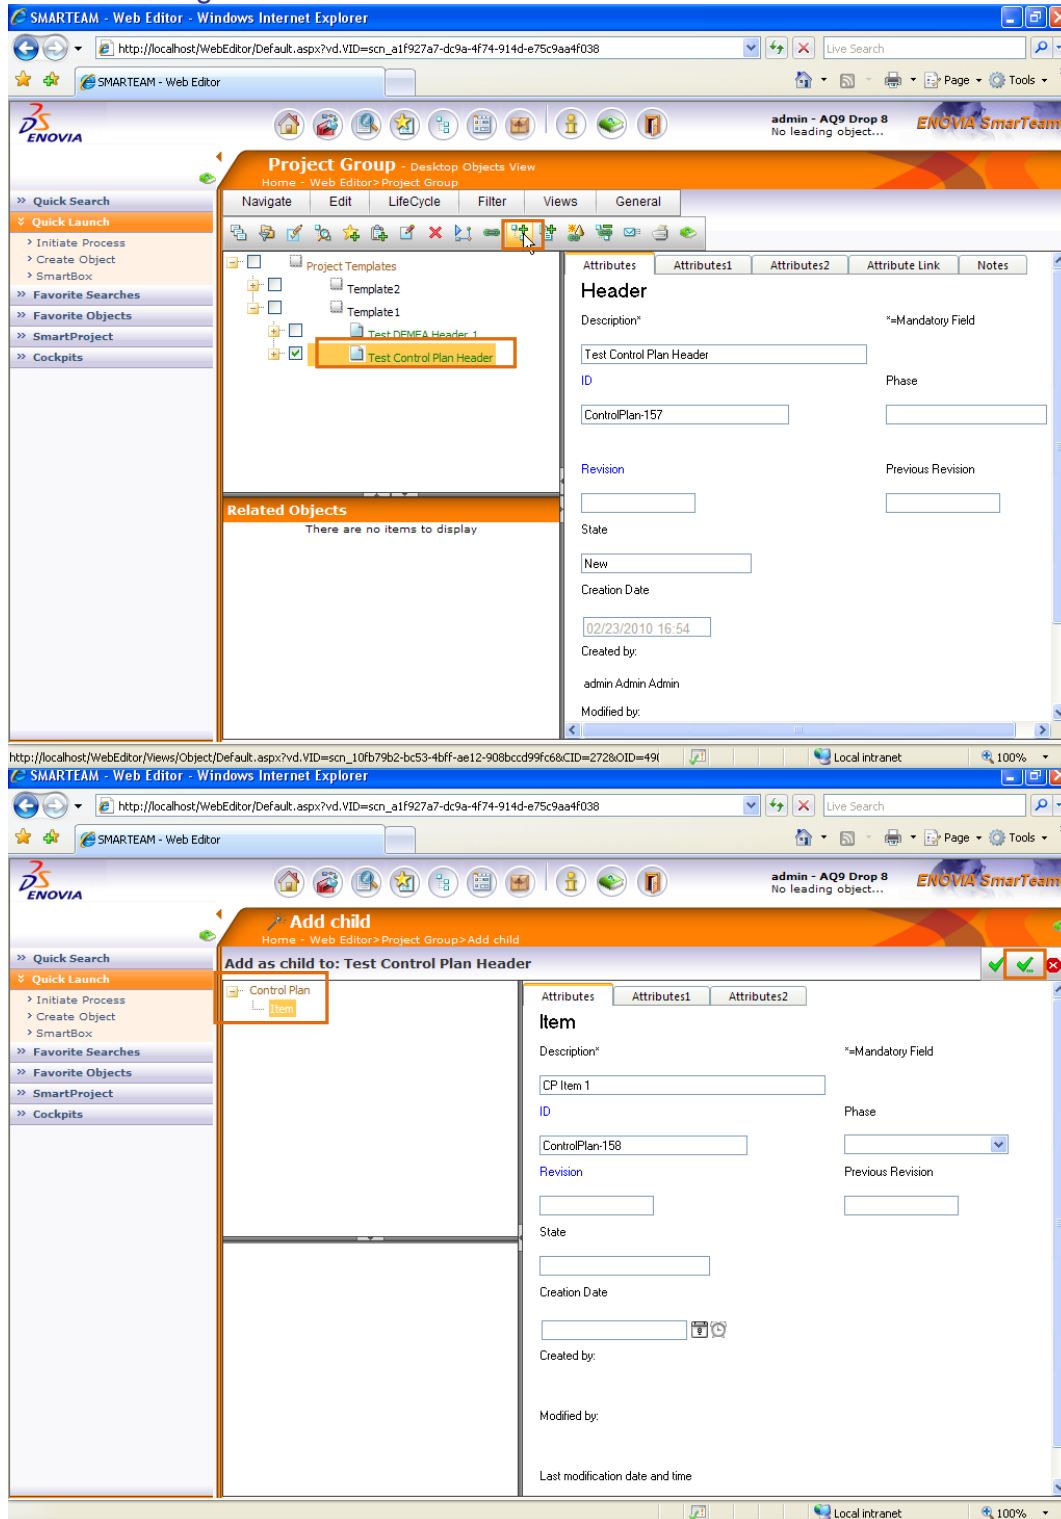 SMARTEAM - Web Editor - Windows Internet Explorer
http://localhost/WebEditor/Default.aspx?vd.VID=scn_a1f927a7-dc9a-4f74-914d-e75c9aa4f038
Live Search
SMARTEAM - Web Editor
Page
Tools
ENOVIA
admin - AQ9 Drop 8
No leading object...
ENOVIA SmarTeam
Project Group - Desktop Objects View
Home - Web Editor>Project Group
Quick Search
Quick Launch
Initiate Process
Create Object
SmartBox
Favorite Searches
Favorite Objects
SmartProject
Cockpits
Navigate Edit LifeCycle Filter Views General
Project Templates
Template2
Template1
Test DFMEA Header 1
Test Control Plan Header
Related Objects
There are no items to display
Attributes Attributes1 Attributes2 Attribute Link Notes
Header
Description* *=Mandatory Field
Test Control Plan Header
ID Phase
ControlPlan-157
Revision Previous Revision
State
New
Creation Date
02/23/2010 16:54
Created by:
admin Admin Admin
Modified by:
http://localhost/WebEditor/Views/Object/Default.aspx?vd.VID=scn_10fb79b2-bc53-4bff-ae12-908bccd99fc6&CID=272&OID=49(
Local intranet 100%
SMARTEAM - Web Editor - Windows Internet Explorer
http://localhost/WebEditor/Default.aspx?vd.VID=scn_a1f927a7-dc9a-4f74-914d-e75c9aa4f038
Live Search
SMARTEAM - Web Editor
Page
Tools
ENOVIA
admin - AQ9 Drop 8
No leading object...
ENOVIA SmarTeam
Add child
Home - Web Editor>Project Group>Add child
Quick Search
Quick Launch
Initiate Process
Create Object
SmartBox
Favorite Searches
Favorite Objects
SmartProject
Cockpits
Add as child to: Test Control Plan Header
Control Plan
Item
Attributes Attributes1 Attributes2
Item
Description* *=Mandatory Field
CP Item 1
ID Phase
ControlPlan-158
Revision Previous Revision
State
Creation Date
Created by:
Modified by:
Last modification date and time
Local intranet 100%